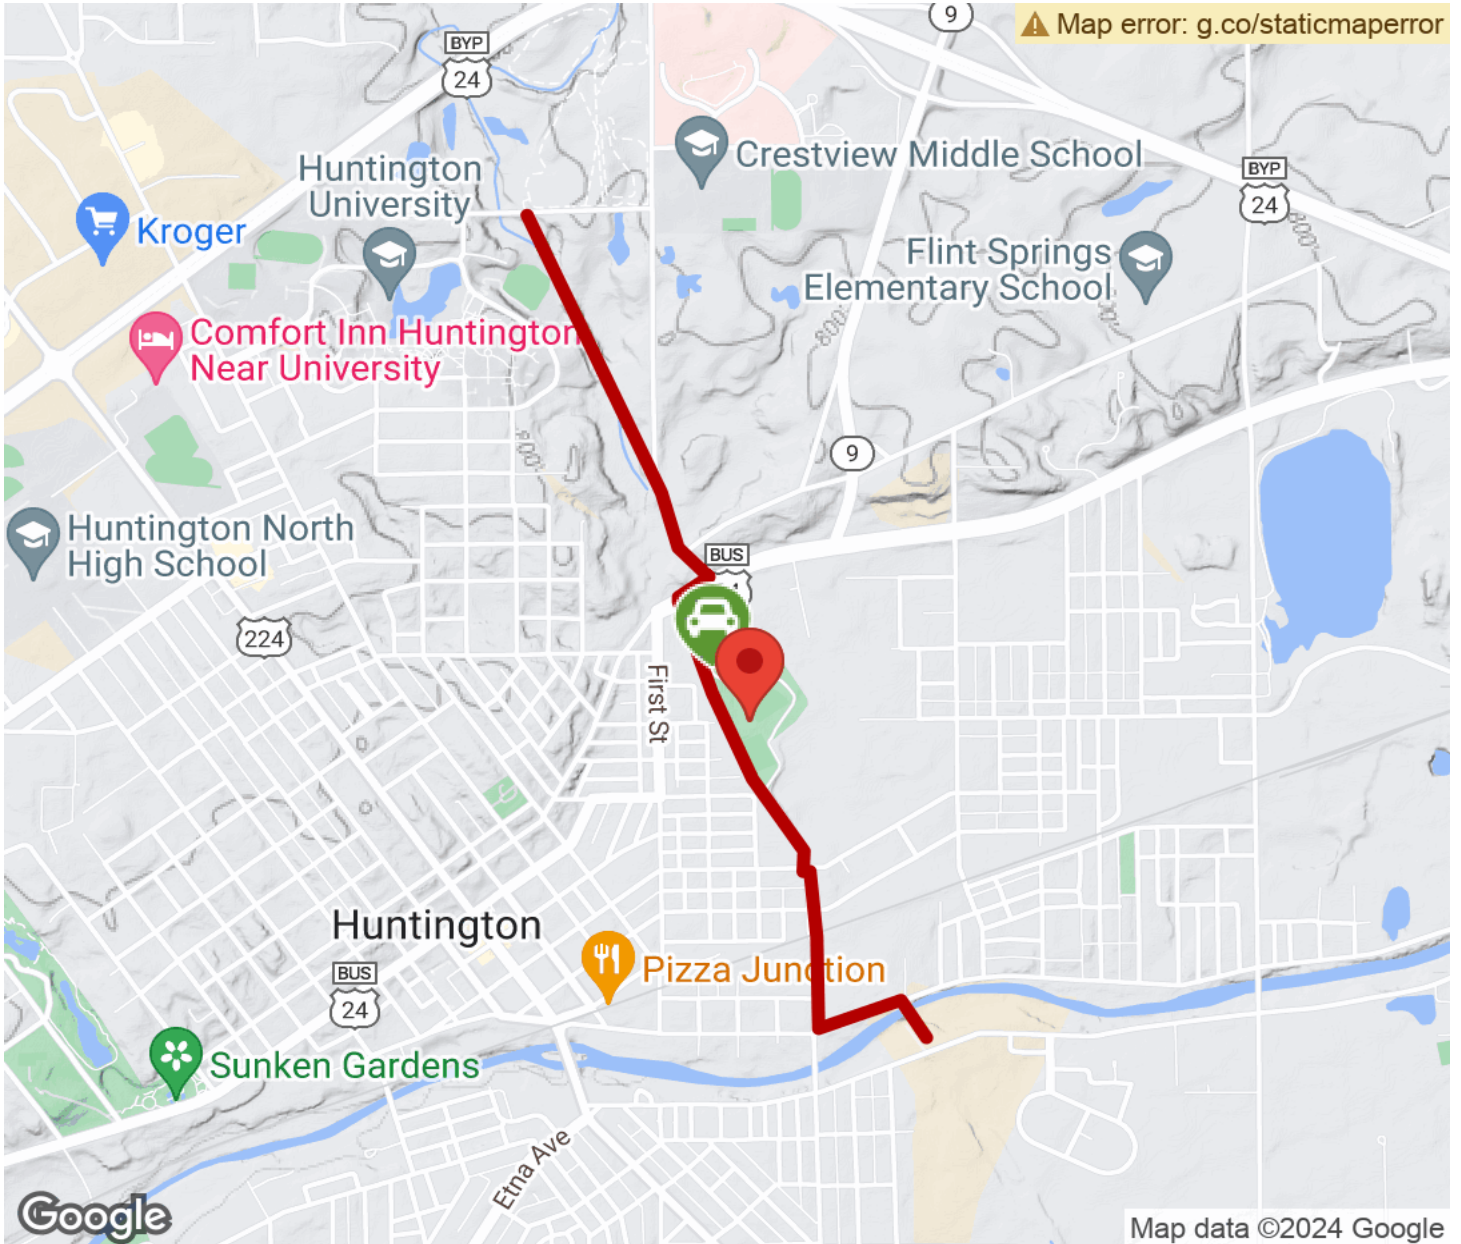 9
Map error: g.co/staticmaperror
BYP
24
Crestview Middle School
Huntington
University
BYP
24
Kroger
800'
Flint Springs
Elementary School
Comfort Inn Huntington
Near University
800'
9
Huntington North
High School
BUS
224
First St
Huntington
BUS
24
Pizza Junction
Sunken Gardens
Etna Ave
Google
Map data ©2024 Google